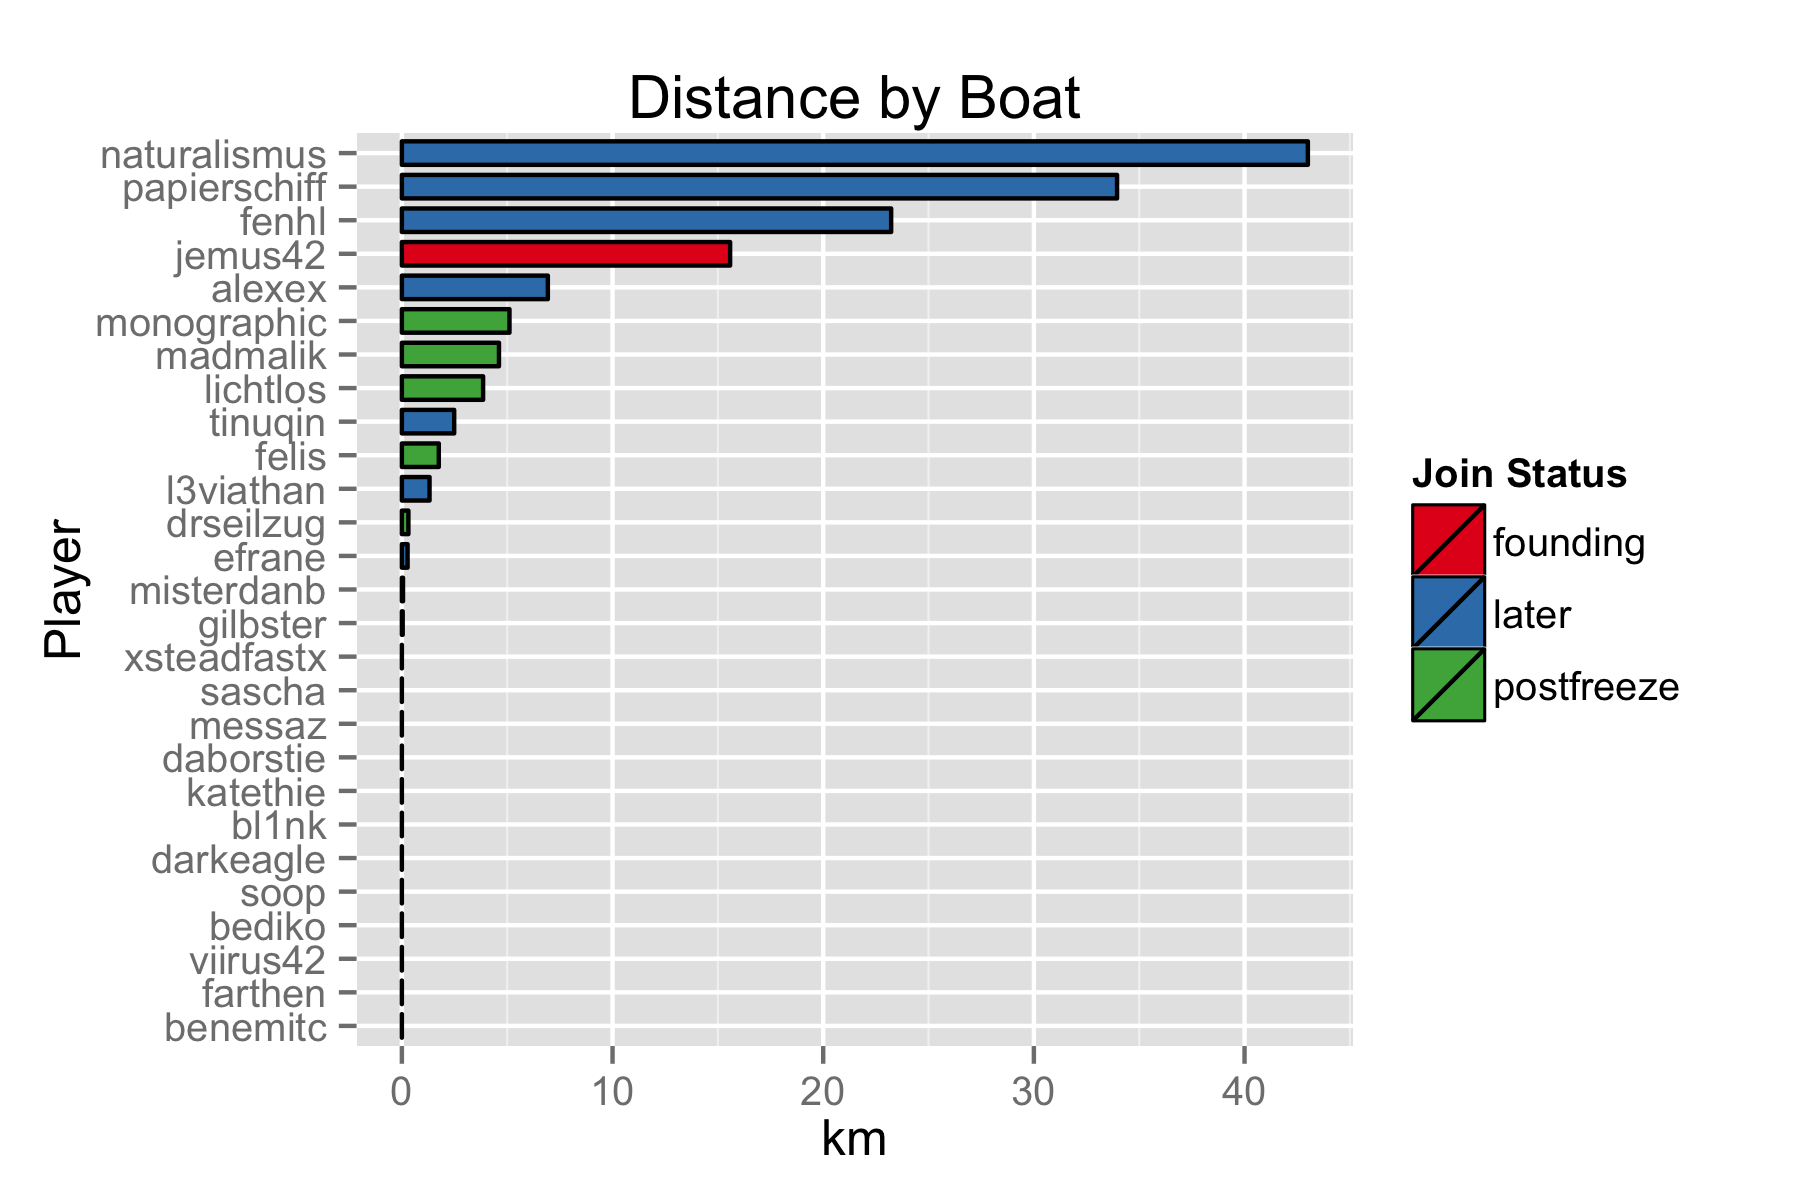 Distance by Boat
naturalismus
papierschiff
fenhl
jemus42
alexex
monographic
madmalik
lichtlos
tinuqin
felis
l3viathan
drseilzug
efrane
misterdanb
gilbster
xsteadfastx
sascha
messaz
daborstie
katethie
bl1nk
darkeagle
soop
bediko
viirus42
farthen
benemitc
Player
0 10 20 30 40
km
Join Status
founding
later
postfreeze